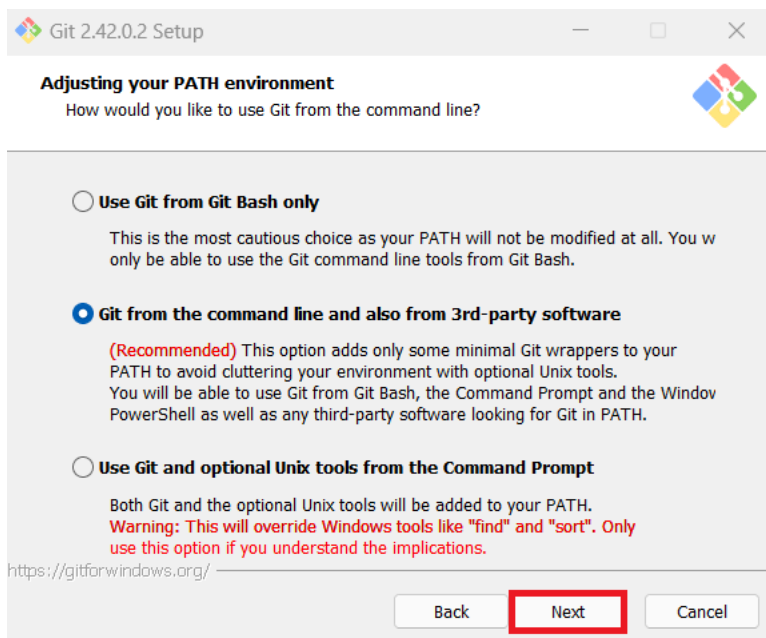 Git 2.42.0.2 Setup
Adjusting your PATH environment
How would you like to use Git from the command line?
Use Git from Git Bash only
This is the most cautious choice as your PATH will not be modified at all. You w
only be able to use the Git command line tools from Git Bash.
Git from the command line and also from 3rd-party software
(Recommended) This option adds only some minimal Git wrappers to your
PATH to avoid cluttering your environment with optional Unix tools.
You will be able to use Git from Git Bash, the Command Prompt and the Window
PowerShell as well as any third-party software looking for Git in PATH.
Use Git and optional Unix tools from the Command Prompt
Both Git and the optional Unix tools will be added to your PATH.
Warning: This will override Windows tools like "find" and "sort". Only
use this option if you understand the implications.
https://gitforwindows.org/
Back Next Cancel